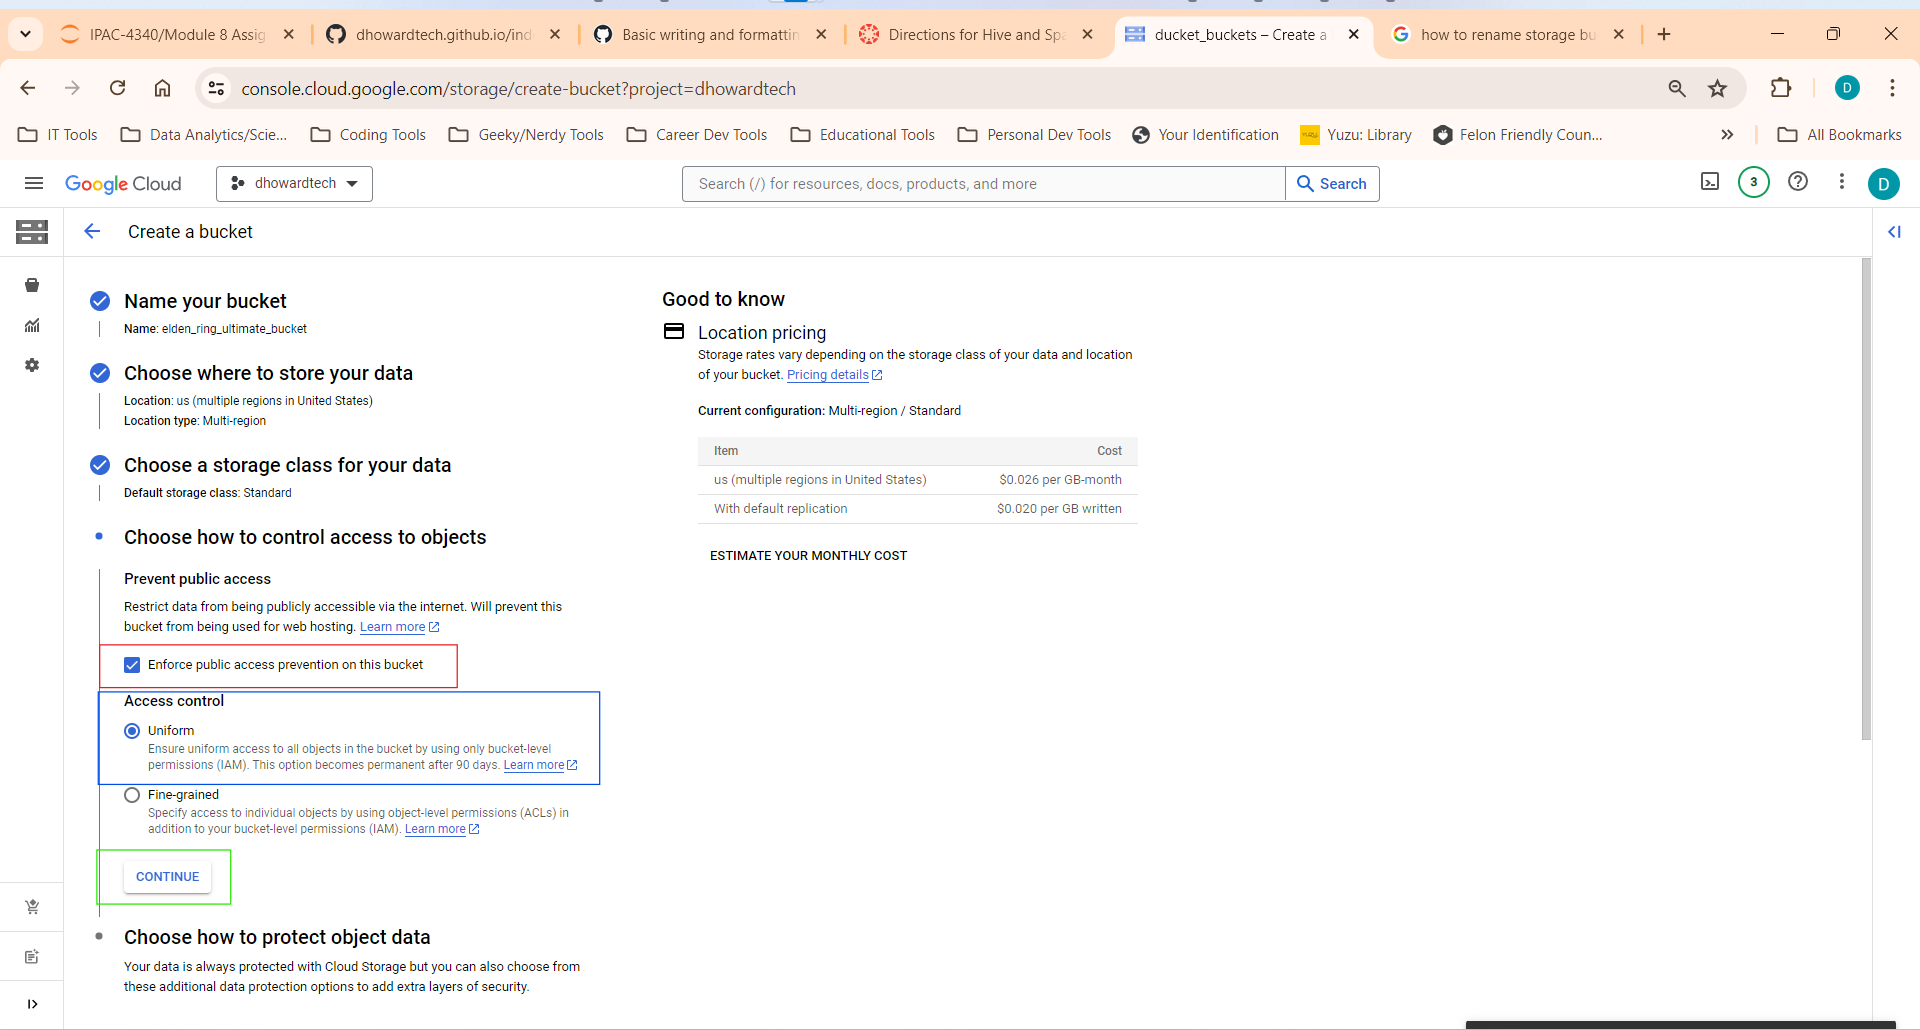 IPAC-4340/Module 8 Assig
dhowardtech.github.io/ind
Basic writing and formattin
Directions for Hive and Spa
ducket_buckets – Create a
how to rename storage bu
console.cloud.google.com/storage/create-bucket?project=dhowardtech
D
IT Tools
Data Analytics/Scie...
Coding Tools
Geeky/Nerdy Tools
Career Dev Tools
Educational Tools
Personal Dev Tools
Your Identification
Yuzu: Library
Felon Friendly Coun...
All Bookmarks
Google Cloud
dhowardtech
Search (/) for resources, docs, products, and more
Search
3
D
Create a bucket
Name your bucket
Name: elden_ring_ultimate_bucket
Choose where to store your data
Location: us (multiple regions in United States)
Location type: Multi-region
Choose a storage class for your data
Default storage class: Standard
Choose how to control access to objects
Prevent public access
Restrict data from being publicly accessible via the internet. Will prevent this
bucket from being used for web hosting. Learn more
Enforce public access prevention on this bucket
Access control
Uniform
Ensure uniform access to all objects in the bucket by using only bucket-level
permissions (IAM). This option becomes permanent after 90 days. Learn more
Fine-grained
Specify access to individual objects by using object-level permissions (ACLs) in
addition to your bucket-level permissions (IAM). Learn more
CONTINUE
Choose how to protect object data
Your data is always protected with Cloud Storage but you can also choose from
these additional data protection options to add extra layers of security.
Good to know
Location pricing
Storage rates vary depending on the storage class of your data and location
of your bucket. Pricing details
Current configuration: Multi-region / Standard
Item Cost
us (multiple regions in United States) $0.026 per GB-month
With default replication $0.020 per GB written
ESTIMATE YOUR MONTHLY COST